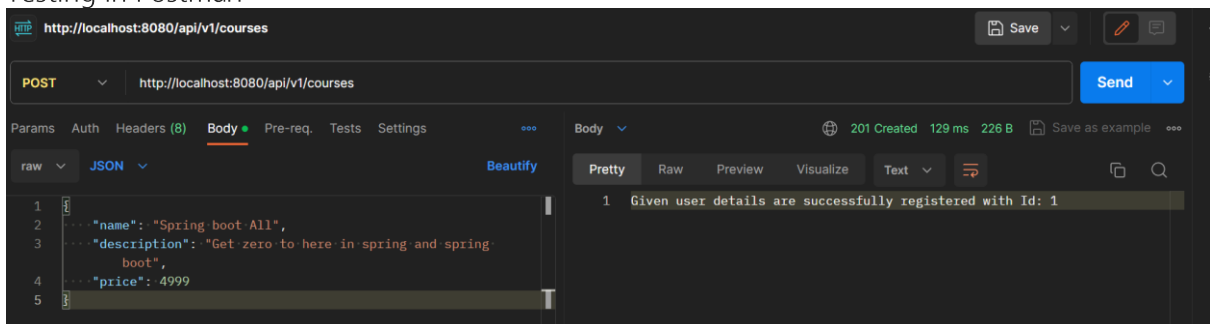 Testing in Postman
HTTP http://localhost:8080/api/v1/courses Save
POST http://localhost:8080/api/v1/courses Send
Params Auth Headers (8) Body Pre-req. Tests Settings
raw JSON Beautify
1 {
2 "name": "Spring boot All",
3 "description": "Get zero to here in spring and spring
boot",
4 "price": 4999
5 }
Body 201 Created 129 ms 226 B Save as example
Pretty Raw Preview Visualize Text
1 Given user details are successfully registered with Id: 1